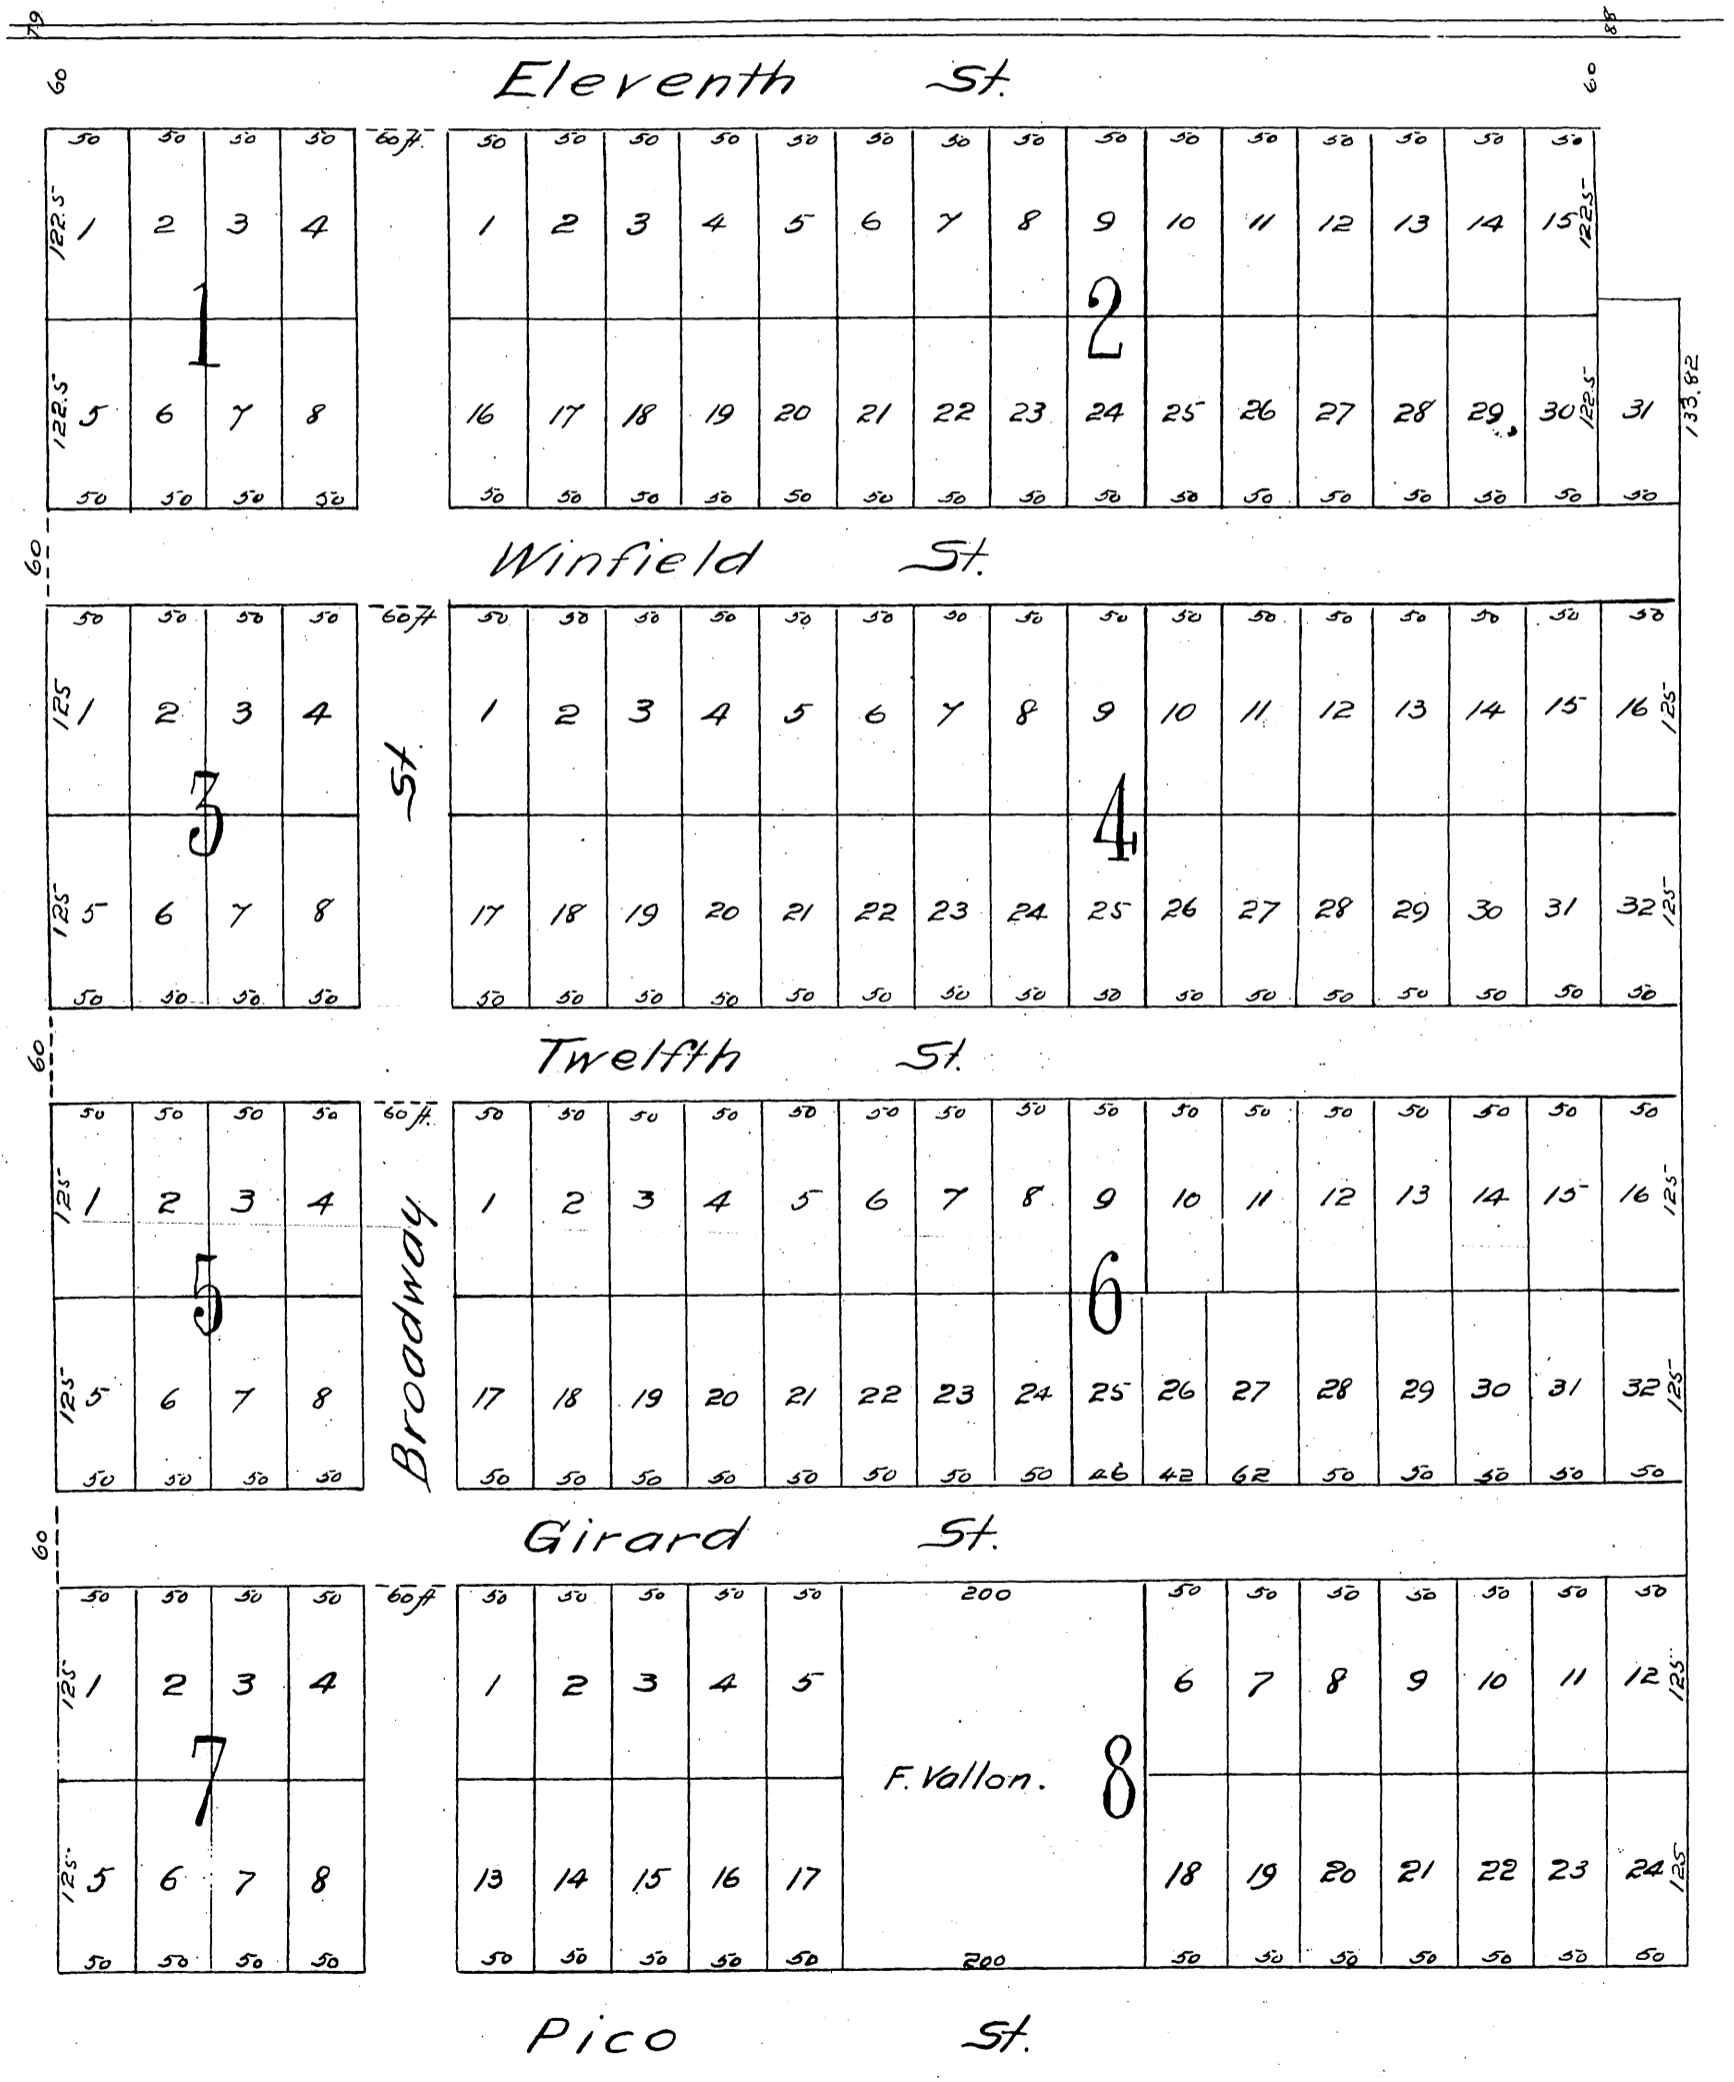 79 88
60 Eleventh St. 60
50 50 50 50 60 ft. 50 50 50 50 50 50 50 50 50 50 50 50 50 50 50
122.5 1 2 3 4 1 2 3 4 5 6 7 8 9 10 11 12 13 14 15 122.5
1 2
133.82
122.5 5 6 7 8 16 17 18 19 20 21 22 23 24 25 26 27 28 29 30 122.5 31
50 50 50 50 50 50 50 50 50 50 50 50 50 50 50 50 50 50 50 50
60 Winfield St.
50 50 50 50 60 ft 50 50 50 50 50 50 50 50 50 50 50 50 50 50 50 50
125 1 2 3 4 1 2 3 4 5 6 7 8 9 10 11 12 13 14 15 16 125
3 4
125 5 6 7 8 17 18 19 20 21 22 23 24 25 26 27 28 29 30 31 32 125
50 50 50 50 50 50 50 50 50 50 50 50 50 50 50 50 50 50 50 50
60 Twelfth St.
50 50 50 50 60 ft. 50 50 50 50 50 50 50 50 50 50 50 50 50 50 50 50
125 1 2 3 4 1 2 3 4 5 6 7 8 9 10 11 12 13 14 15 16 125
Broadway St.
5 6
125 5 6 7 8 17 18 19 20 21 22 23 24 25 26 27 28 29 30 31 32 125
50 50 50 50 50 50 50 50 50 50 50 50 46 42 62 50 50 50 50 50
60 Girard St.
50 50 50 50 60 ft 50 50 50 50 50 200 50 50 50 50 50 50 50
125 1 2 3 4 1 2 3 4 5 6 7 8 9 10 11 12 125
7 F. Vallon. 8
125 5 6 7 8 13 14 15 16 17 18 19 20 21 22 23 24 125
50 50 50 50 50 50 50 50 50 200 50 50 50 50 50 50 50
Pico St.